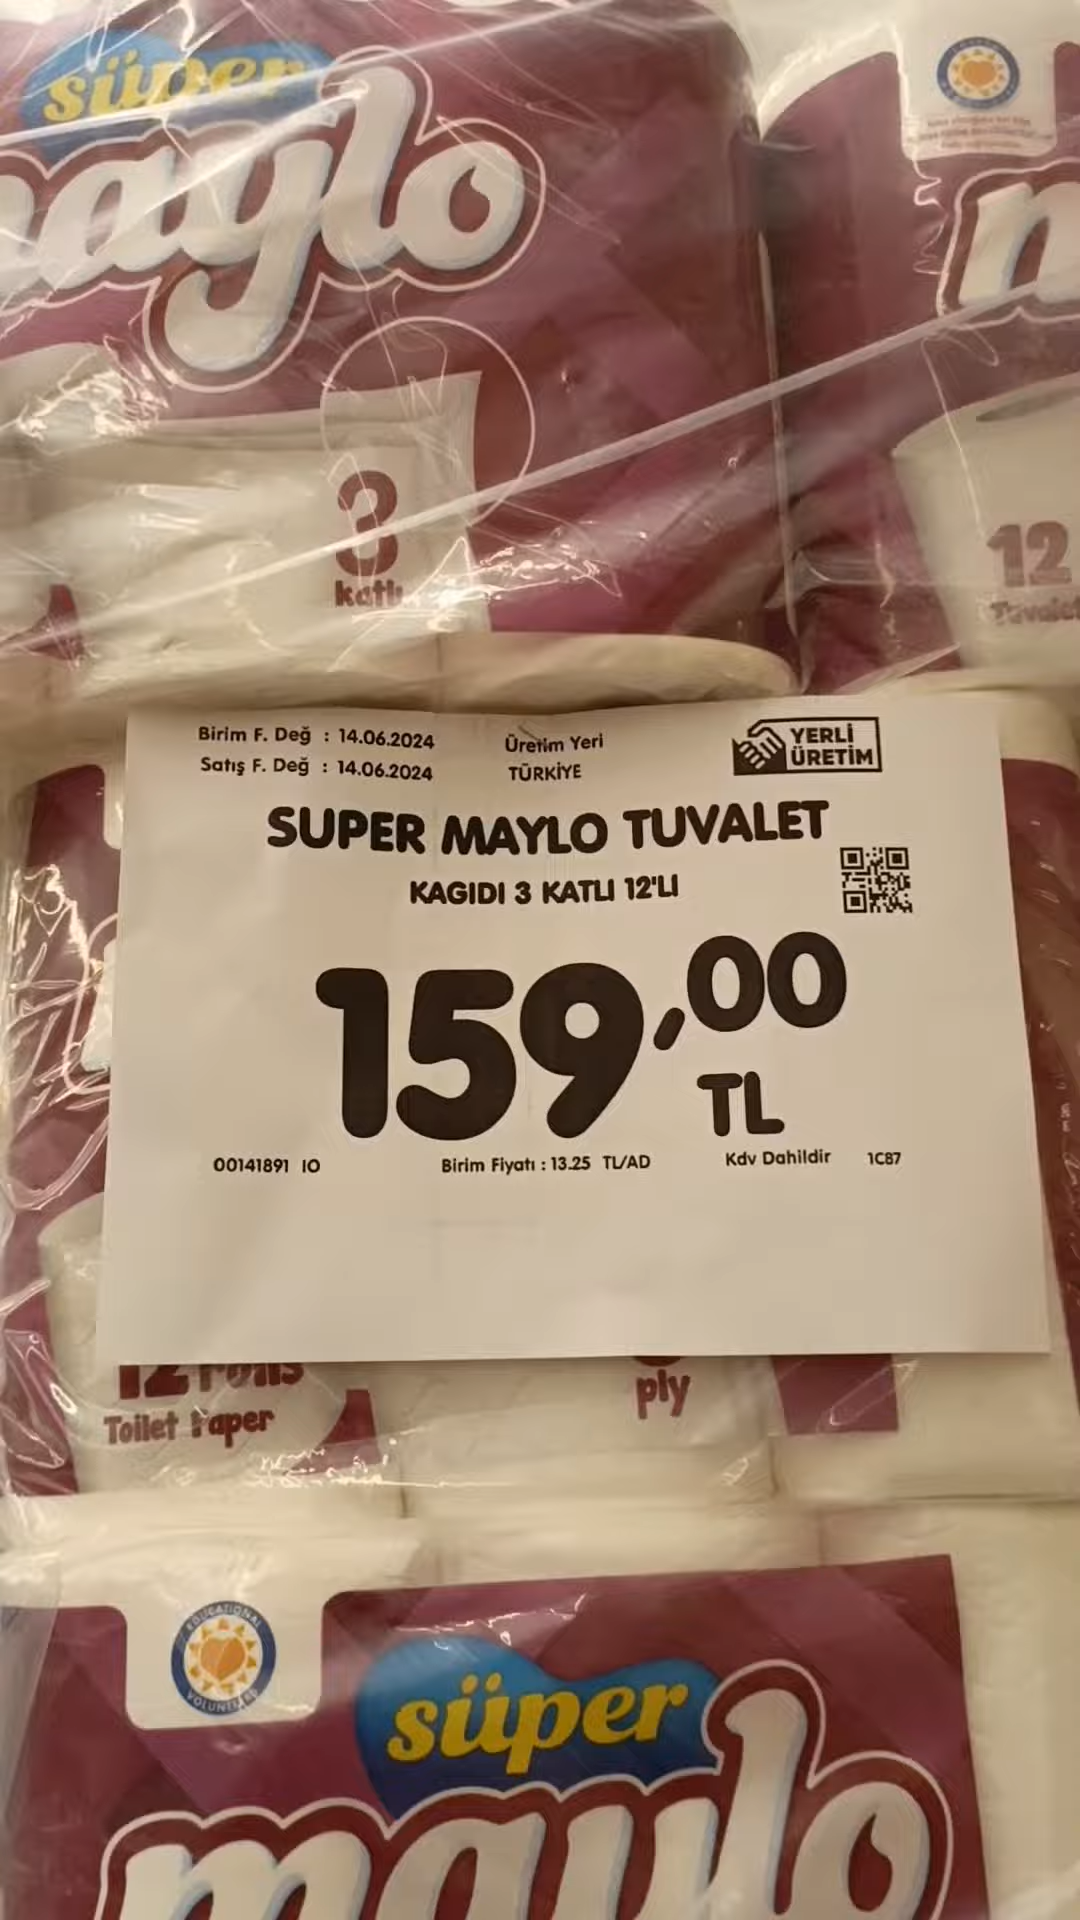 süper
maylo
3
katlı
12
Tuvalet
Birim F. Değ : 14.06.2024
Satış F. Değ : 14.06.2024
Üretim Yeri
TÜRKİYE
YERLİ
ÜRETİM
SUPER MAYLO TUVALET
KAGIDI 3 KATLI 12'LI
159,00
TL
00141891 IO
Birim Fiyatı : 13.25 TL/AD
Kdv Dahildir
1C87
12 rolls
Toilet Paper
ply
EDUCATIONAL
VOLUNTEERS
süper
maylo